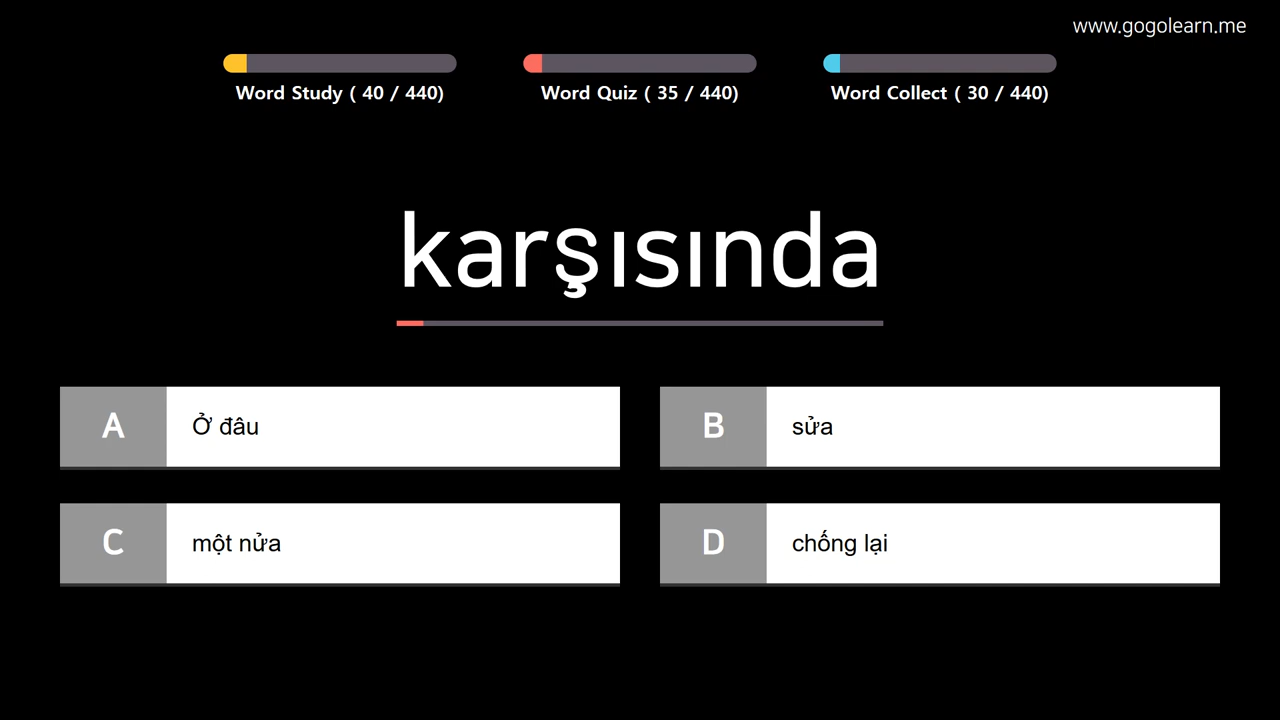 www.gogolearn.me
Word Study ( 40 / 440)
Word Quiz ( 35 / 440)
Word Collect ( 30 / 440)
karşısında
A
Ở đâu
B
sửa
C
một nửa
D
chống lại